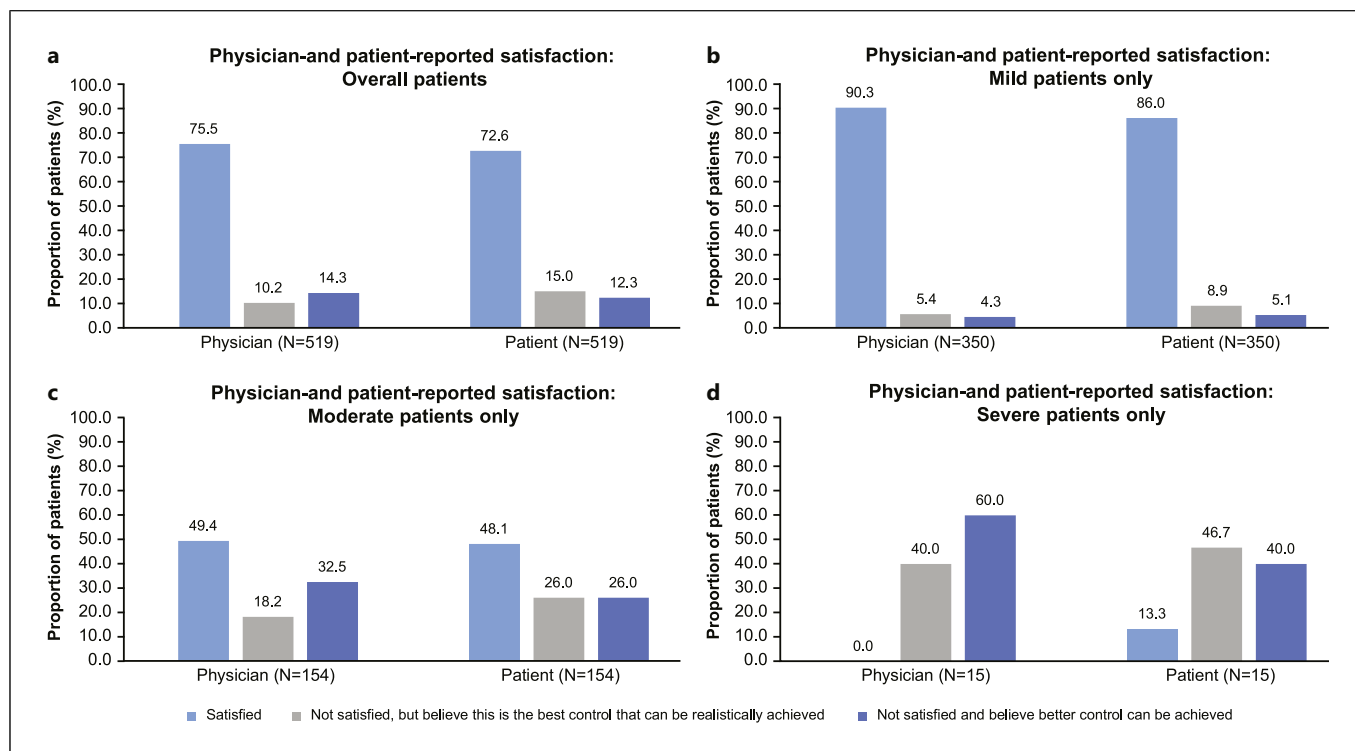 a
Physician-and patient-reported satisfaction:
Overall patients
Proportion of patients (%)
100.0
90.0
80.0
70.0
60.0
50.0
40.0
30.0
20.0
10.0
0.0
75.5
10.2
14.3
72.6
15.0
12.3
Physician (N=519)
Patient (N=519)
b
Physician-and patient-reported satisfaction:
Mild patients only
Proportion of patients (%)
100.0
90.0
80.0
70.0
60.0
50.0
40.0
30.0
20.0
10.0
0.0
90.3
5.4
4.3
86.0
8.9
5.1
Physician (N=350)
Patient (N=350)
c
Physician-and patient-reported satisfaction:
Moderate patients only
Proportion of patients (%)
100.0
90.0
80.0
70.0
60.0
50.0
40.0
30.0
20.0
10.0
0.0
49.4
18.2
32.5
48.1
26.0
26.0
Physician (N=154)
Patient (N=154)
d
Physician-and patient-reported satisfaction:
Severe patients only
Proportion of patients (%)
100.0
90.0
80.0
70.0
60.0
50.0
40.0
30.0
20.0
10.0
0.0
0.0
40.0
60.0
13.3
46.7
40.0
Physician (N=15)
Patient (N=15)
Satisfied
Not satisfied, but believe this is the best control that can be realistically achieved
Not satisfied and believe better control can be achieved